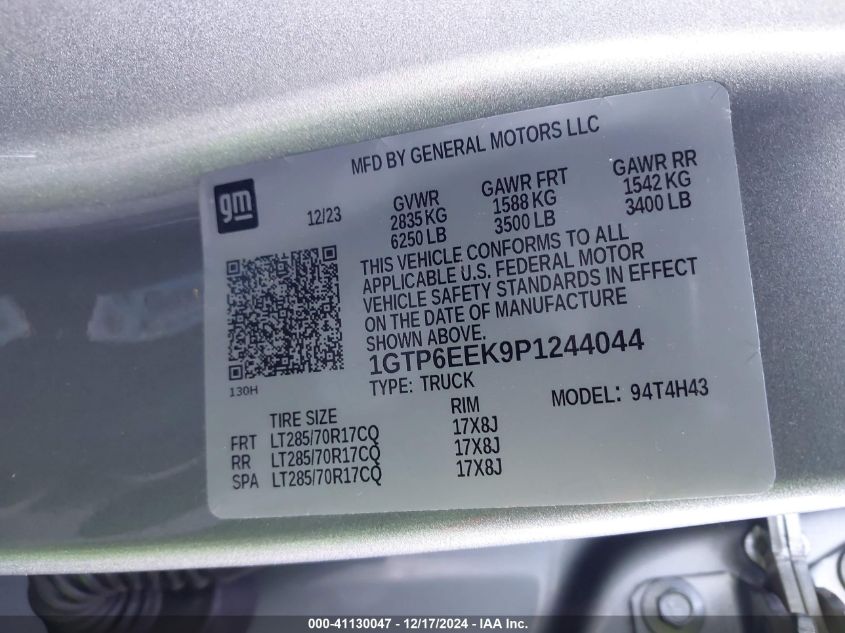 MFD BY GENERAL MOTORS LLC
gm
12/23
GVWR GAWR FRT GAWR RR
2835 KG 1588 KG 1542 KG
6250 LB 3500 LB 3400 LB
THIS VEHICLE CONFORMS TO ALL
APPLICABLE U.S. FEDERAL MOTOR
VEHICLE SAFETY STANDARDS IN EFFECT
ON THE DATE OF MANUFACTURE
SHOWN ABOVE.
1GTP6EEK9P1244044
130H
TYPE: TRUCK MODEL: 94T4H43
TIRE SIZE RIM
FRT LT285/70R17CQ 17X8J
RR LT285/70R17CQ 17X8J
SPA LT285/70R17CQ 17X8J
000-41130047 - 12/17/2024 - IAA Inc.